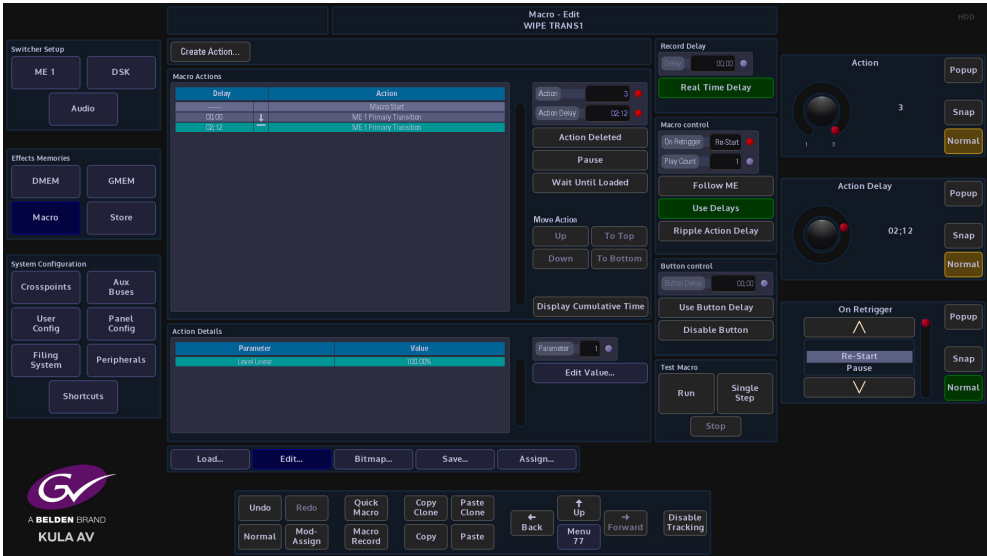 Macro - Edit
WIPE TRANS1
HDD
Switcher Setup
ME 1
DSK
Audio
Effects Memories
DMEM
GMEM
Macro
Store
System Configuration
Crosspoints
Aux
Buses
User
Config
Panel
Config
Filing
System
Peripherals
Shortcuts
Create Action...
Macro Actions
Delay Action
------ Macro Start
00;00 ME 1 Primary Transition
02;12 ME 1 Primary Transition
Action 3
Action Delay 02;12
Action Deleted
Pause
Wait Until Loaded
Move Action
Up
To Top
Down
To Bottom
Display Cumulative Time
Action Details
Parameter Value
Level Linear 100.00%
Parameter 1
Edit Value...
Record Delay
Delay 00;00
Real Time Delay
Macro control
On Retrigger Re-Start
Play Count 1
Follow ME
Use Delays
Ripple Action Delay
Button control
Button Delay 00;00
Use Button Delay
Disable Button
Test Macro
Run
Single
Step
Stop
Action
3
1 3
Popup
Snap
Normal
Action Delay
02;12
Popup
Snap
Normal
On Retrigger
Re-Start
Pause
Popup
Snap
Normal
Load...
Edit...
Bitmap...
Save...
Assign...
GV
A BELDEN BRAND
KULA AV
Undo
Redo
Normal
Mod-
Assign
Quick
Macro
Macro
Record
Copy
Clone
Paste
Clone
Copy
Paste
Back
Up
Menu
77
Forward
Disable
Tracking